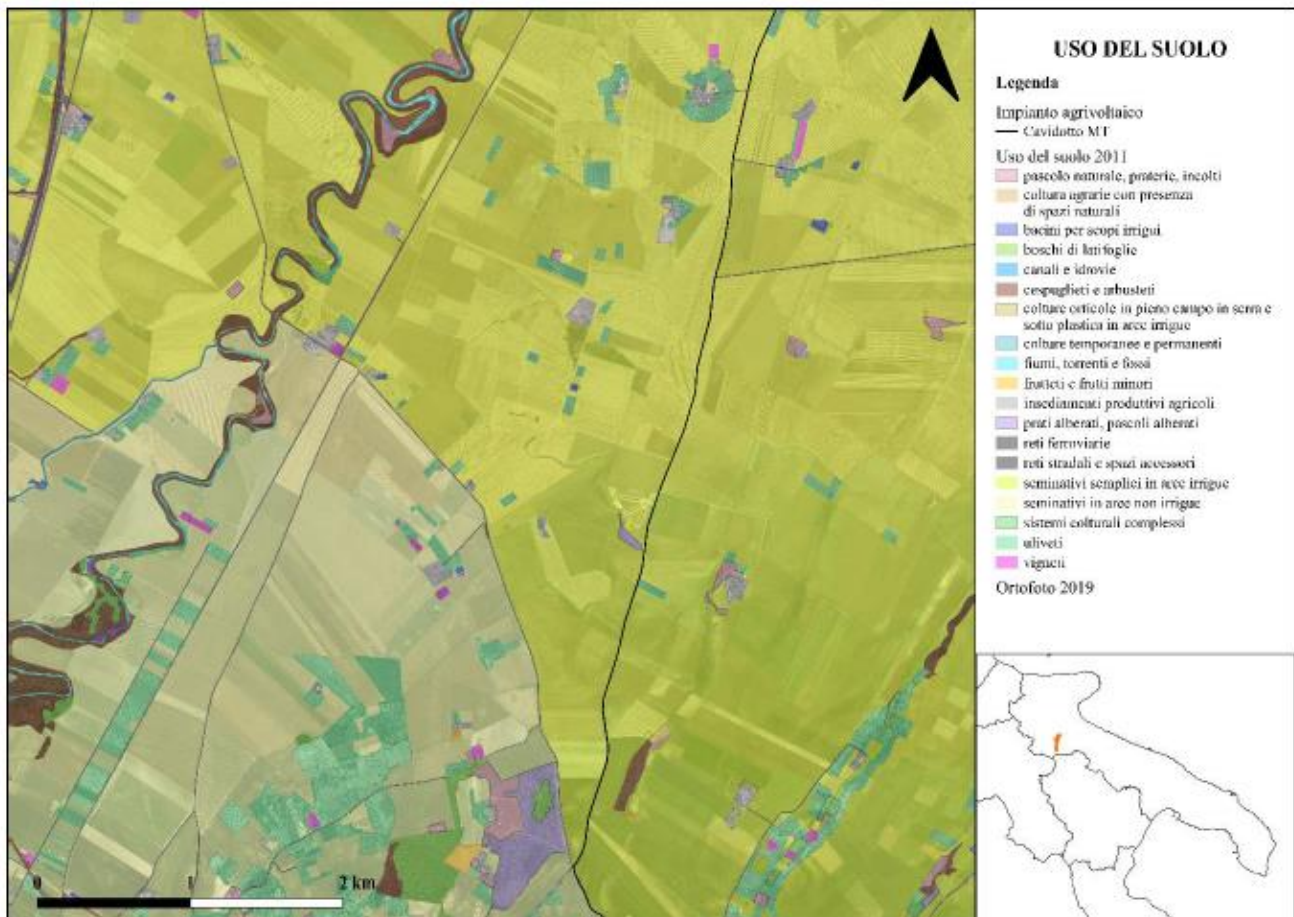 USO DEL SUOLO
Legenda
Impianto agrivoltaico
Cavidotto MT
Uso del suolo 2011
pascolo naturale, praterie, incolti
colture agrarie con presenza
di spazi naturali
bacini per scopi irrigui
boschi di latifoglie
canali e idrovie
cespuglieti e arbusteti
colture orticole in pieno campo in serra e
sotto plastica in aree irrigue
colture temporanee e permanenti
fiumi, torrenti e fossi
frutteti e frutti minori
insediamenti produttivi agricoli
prati alberati, pascoli alberati
reti ferroviarie
reti stradali e spazi accessori
seminativi semplici in aree irrigue
seminativi in aree non irrigue
sistemi colturali complessi
uliveti
vigneti
Ortofoto 2019
0 1 2 km